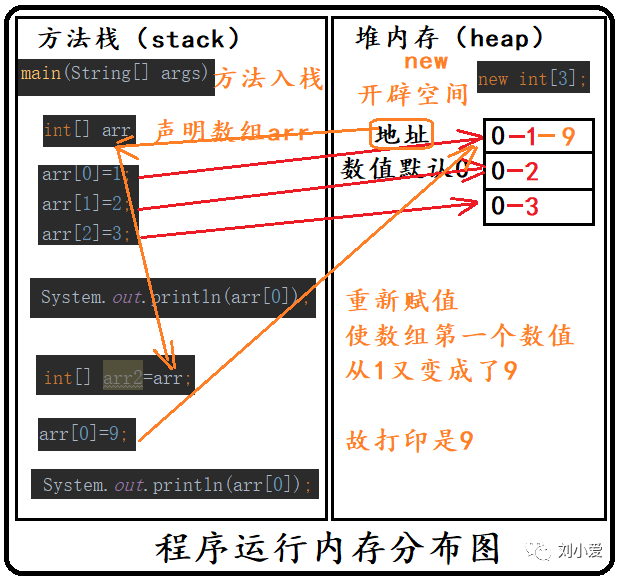 方法栈（stack）
main(String[] args)
方法入栈
int[] arr
声明数组arr
arr[0]=1;
arr[1]=2;
arr[2]=3;
System.out.println(arr[0]);
int[] arr2=arr;
arr[0]=9;
System.out.println(arr[0]);
堆内存（heap）
new
开辟空间
new int[3];
地址
数值默认0
0-1-9
0-2
0-3
重新赋值
使数组第一个数值
从1又变成了9
故打印是9
程序运行内存分布图
刘小爱